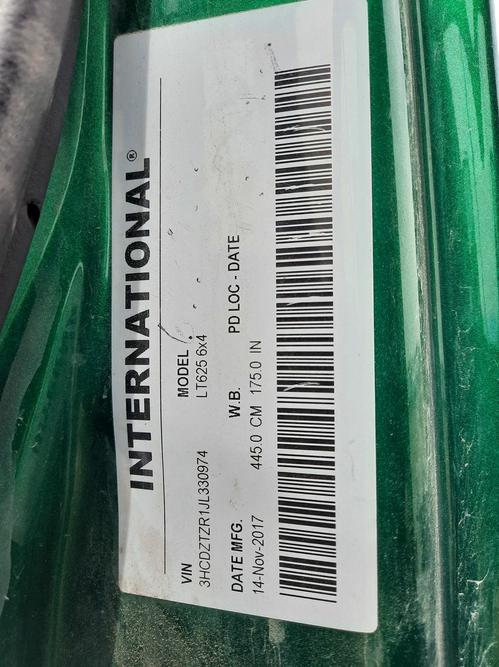 INTERNATIONAL®
VIN MODEL
3HCDZTZR1JL330974 LT625 6x4
DATE MFG. W.B. PD LOC - DATE
14-Nov-2017 445.0 CM 175.0 IN